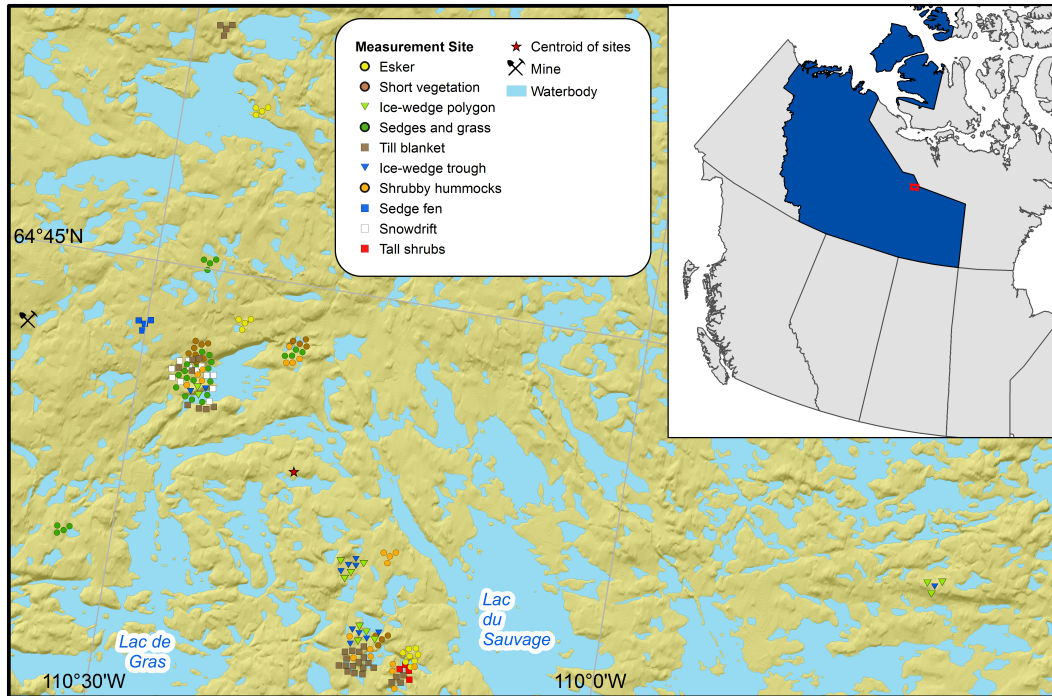 Measurement Site
Esker
Short vegetation
Ice-wedge polygon
Sedges and grass
Till blanket
Ice-wedge trough
Shrubby hummocks
Sedge fen
Snowdrift
Tall shrubs
Centroid of sites
Mine
Waterbody
64°45'N
Lac de
Gras
Lac
du
Sauvage
110°30'W
110°0'W